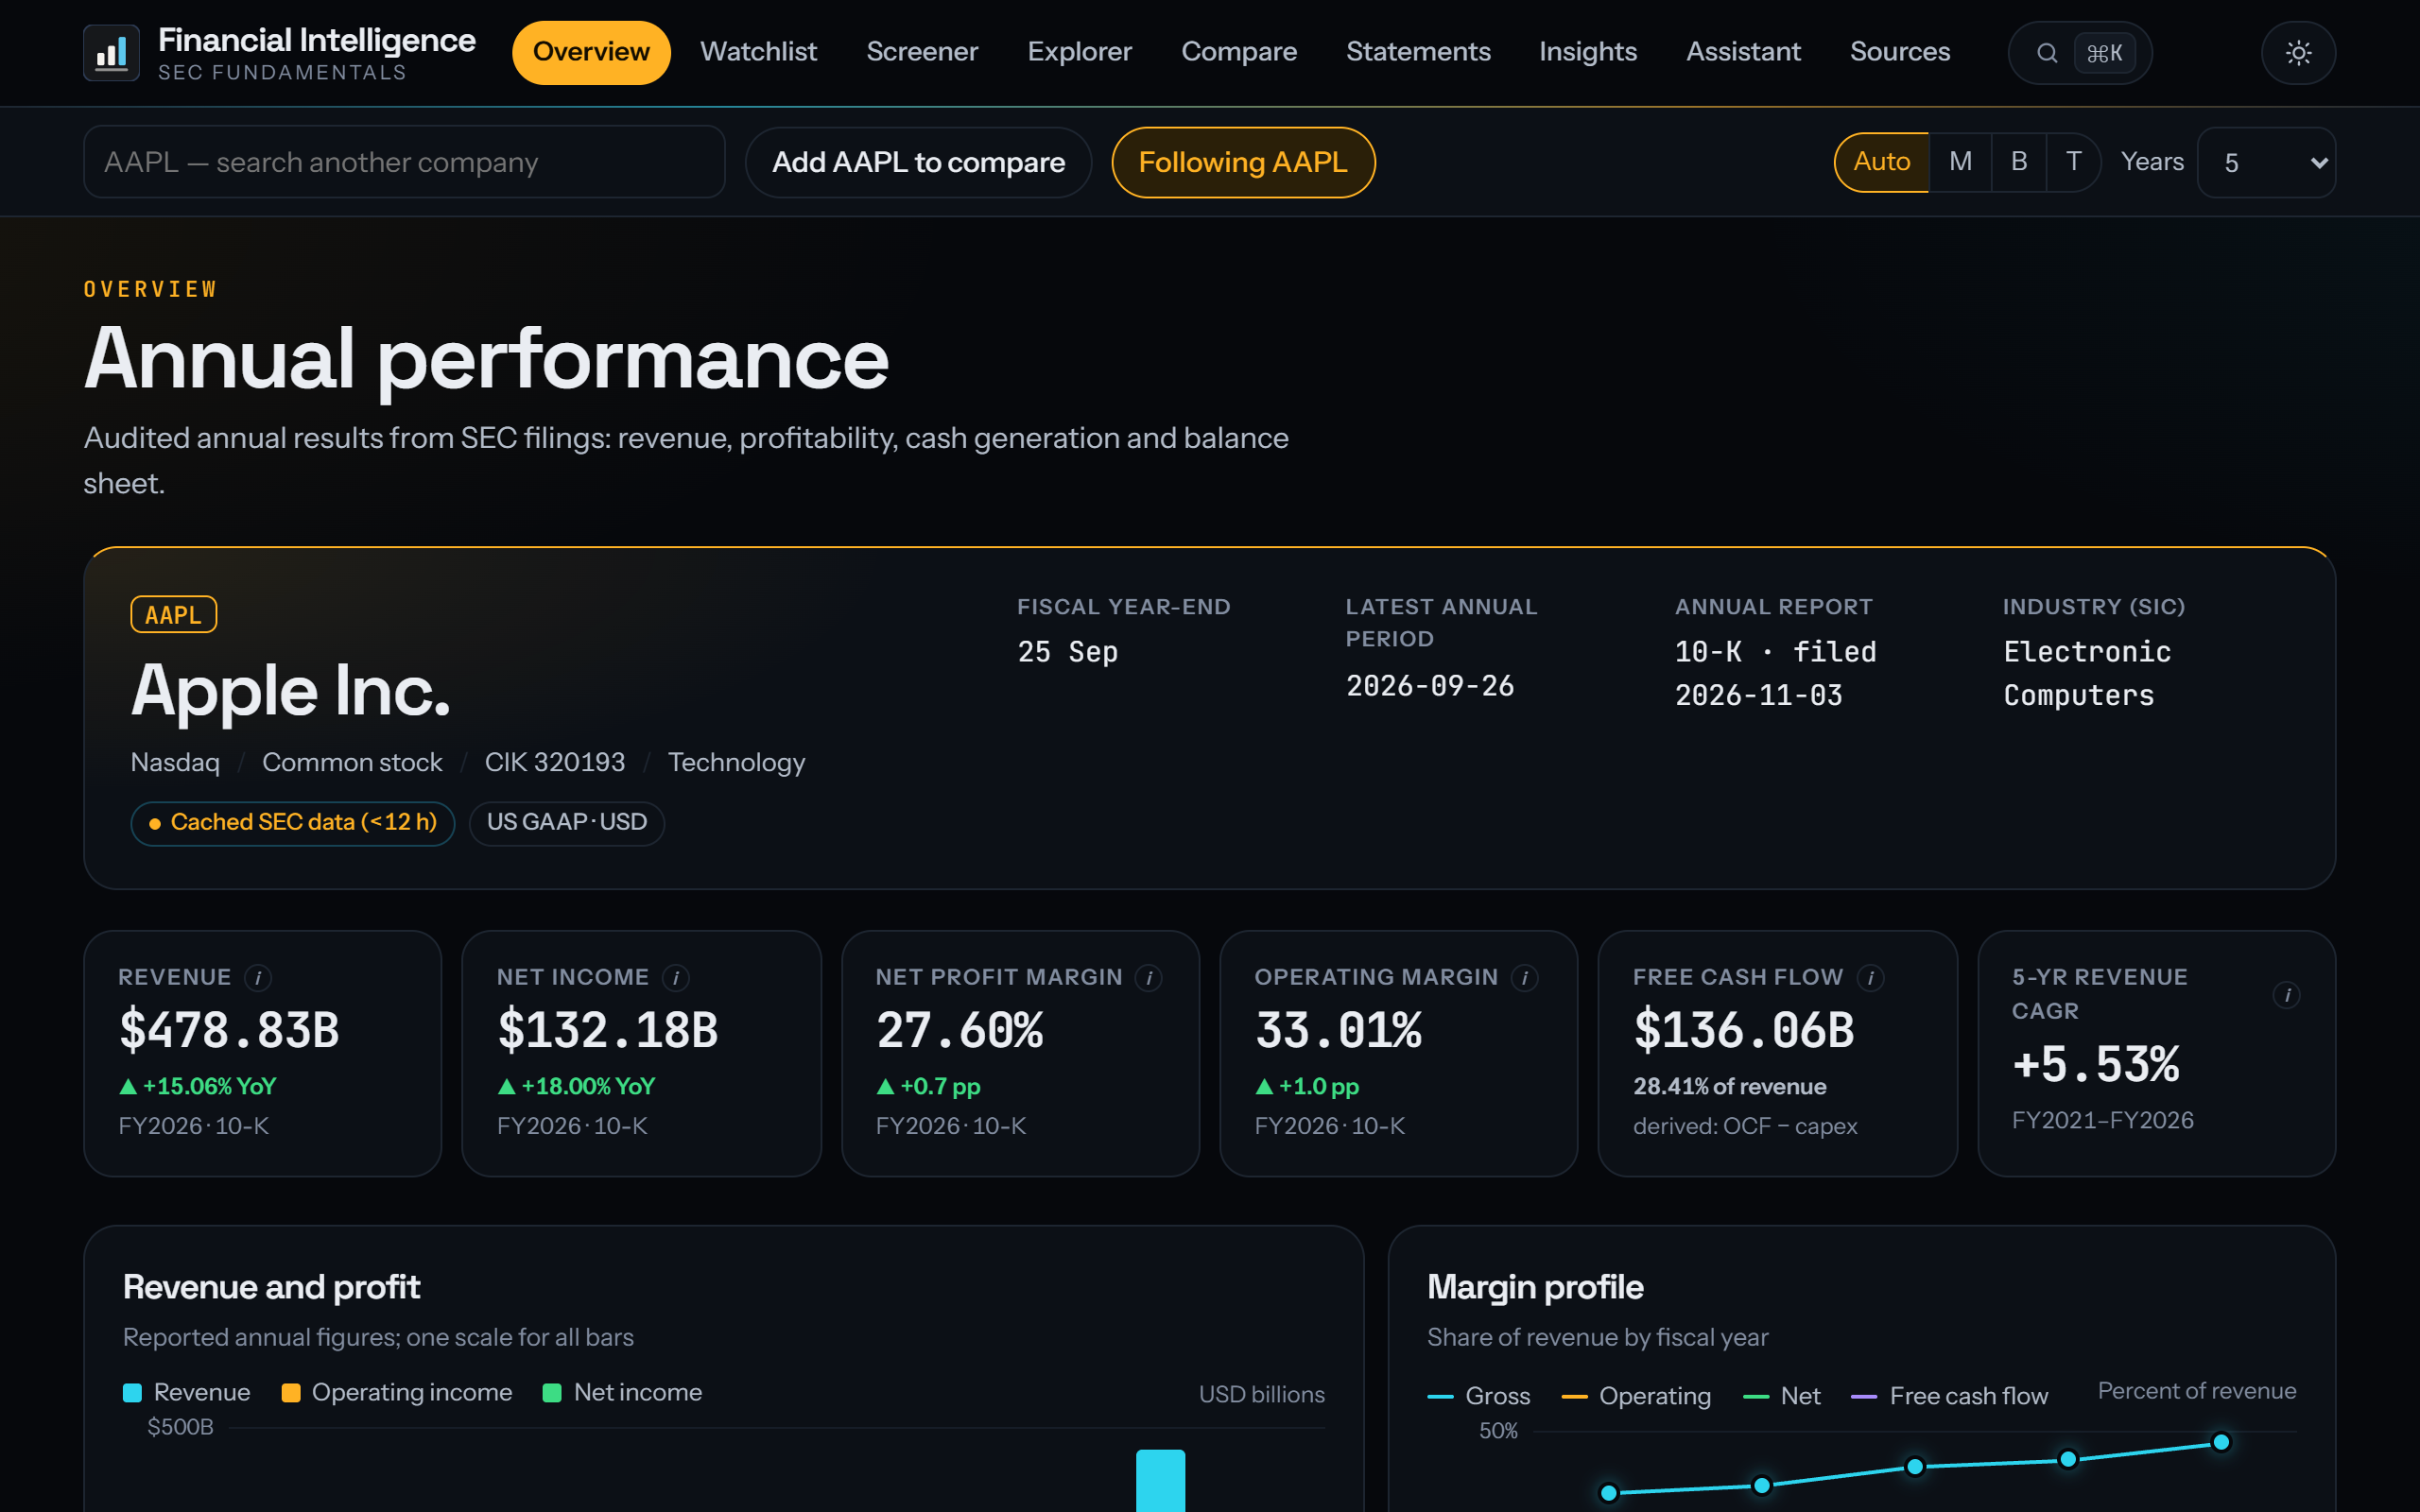 Financial Intelligence
SEC FUNDAMENTALS
Overview
Watchlist
Screener
Explorer
Compare
Statements
Insights
Assistant
Sources
⌘K
AAPL — search another company
Add AAPL to compare
Following AAPL
Auto
M
B
T
Years
5
OVERVIEW
Annual performance
Audited annual results from SEC filings: revenue, profitability, cash generation and balance
sheet.
AAPL
Apple Inc.
Nasdaq / Common stock / CIK 320193 / Technology
Cached SEC data (<12 h)
US GAAP · USD
FISCAL YEAR-END
25 Sep
LATEST ANNUAL
PERIOD
2026-09-26
ANNUAL REPORT
10-K · filed
2026-11-03
INDUSTRY (SIC)
Electronic
Computers
REVENUE i
$478.83B
▲ +15.06% YoY
FY2026 · 10-K
NET INCOME i
$132.18B
▲ +18.00% YoY
FY2026 · 10-K
NET PROFIT MARGIN i
27.60%
▲ +0.7 pp
FY2026 · 10-K
OPERATING MARGIN i
33.01%
▲ +1.0 pp
FY2026 · 10-K
FREE CASH FLOW i
$136.06B
28.41% of revenue
derived: OCF − capex
5-YR REVENUE
CAGR i
+5.53%
FY2021–FY2026
Revenue and profit
Reported annual figures; one scale for all bars
Revenue
Operating income
Net income
USD billions
$500B
Margin profile
Share of revenue by fiscal year
Gross
Operating
Net
Free cash flow
Percent of revenue
50%